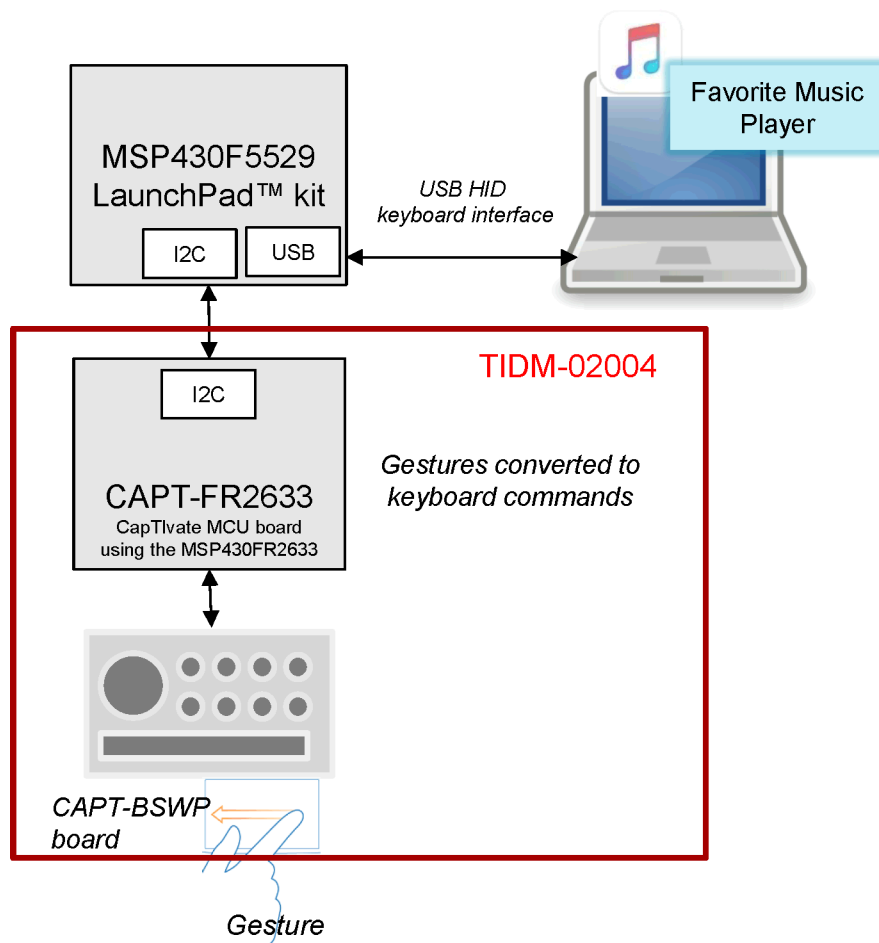 Favorite Music
Player
MSP430F5529
LaunchPad™ kit
I2C
USB
USB HID
keyboard interface
TIDM-02004
I2C
CAPT-FR2633
CapTIvate MCU board
using the MSP430FR2633
Gestures converted to
keyboard commands
CAPT-BSWP
board
Gesture